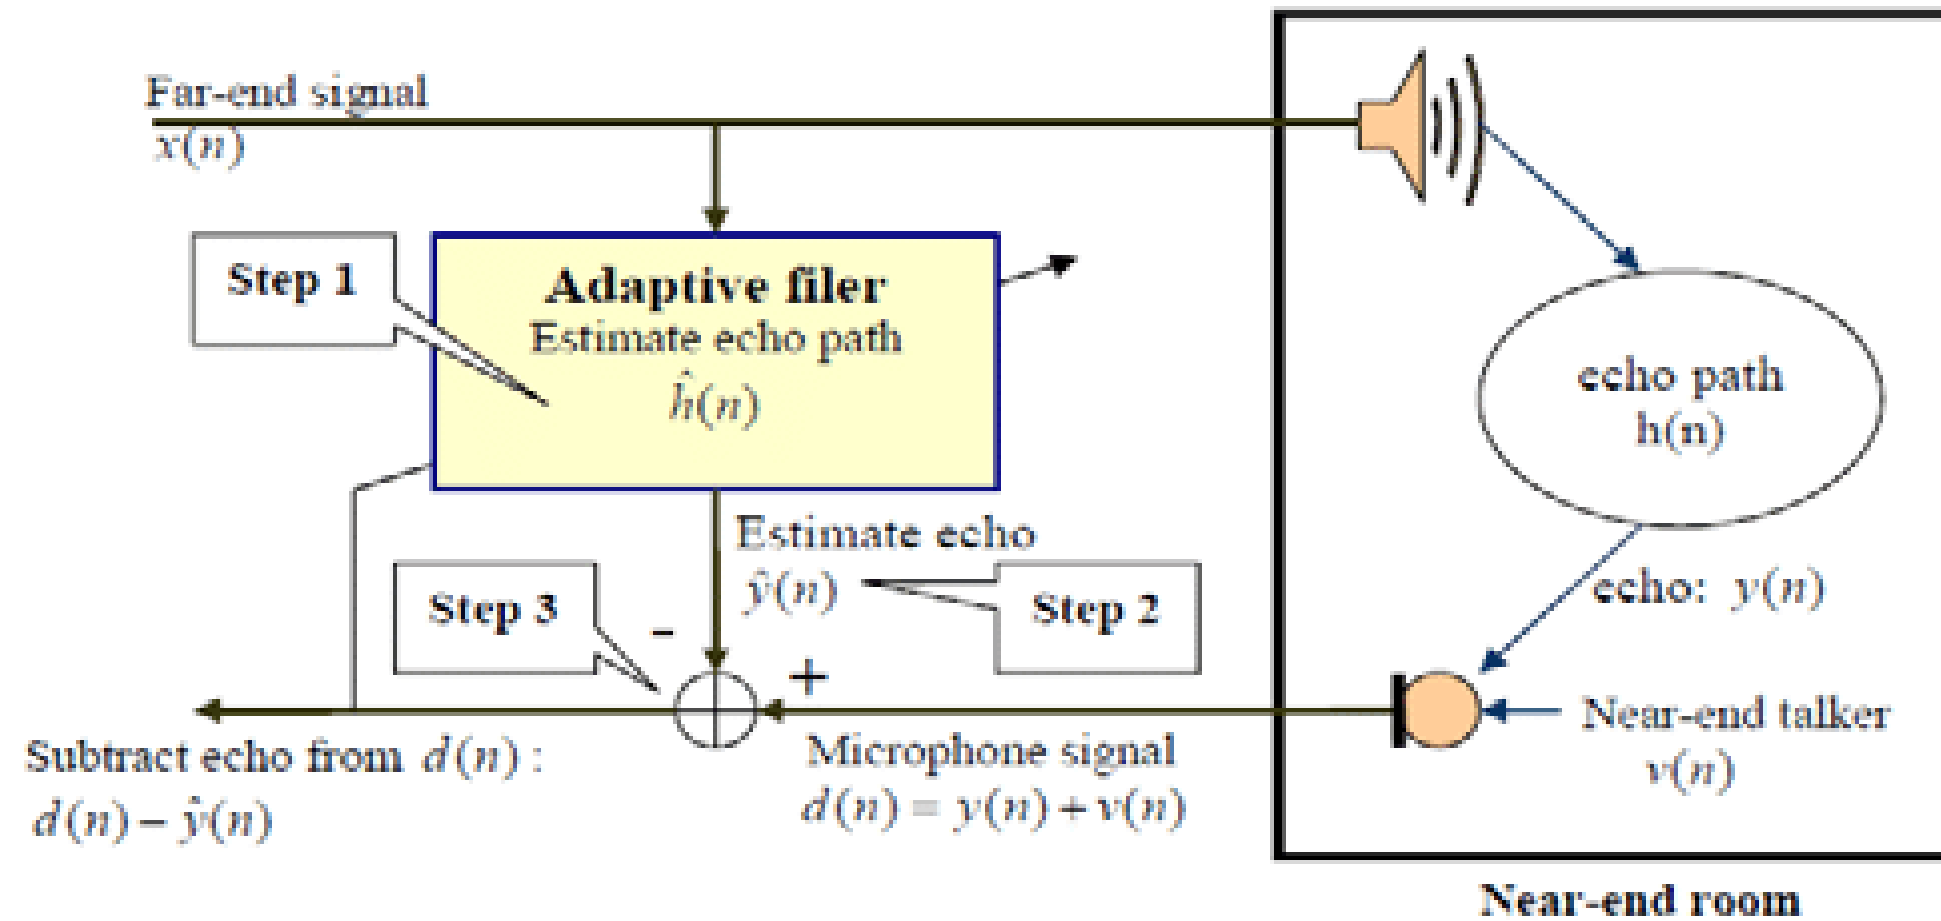 Far-end signal
x(n)
Step 1
Adaptive filer
Estimate echo path
ĥ(n)
echo path
h(n)
Estimate echo
ŷ(n)
Step 3
Step 2
-
+
echo: y(n)
Near-end talker
v(n)
Subtract echo from d(n) :
d(n) − ŷ(n)
Microphone signal
d(n) = y(n) + v(n)
Near-end room